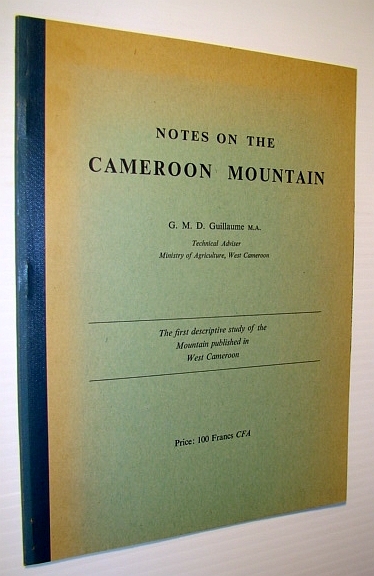 NOTES ON THE
CAMEROON MOUNTAIN
G. M. D. Guillaume M.A.
Technical Adviser
Ministry of Agriculture, West Cameroon
The first descriptive study of the
Mountain published in
West Cameroon
Price: 100 Francs CFA